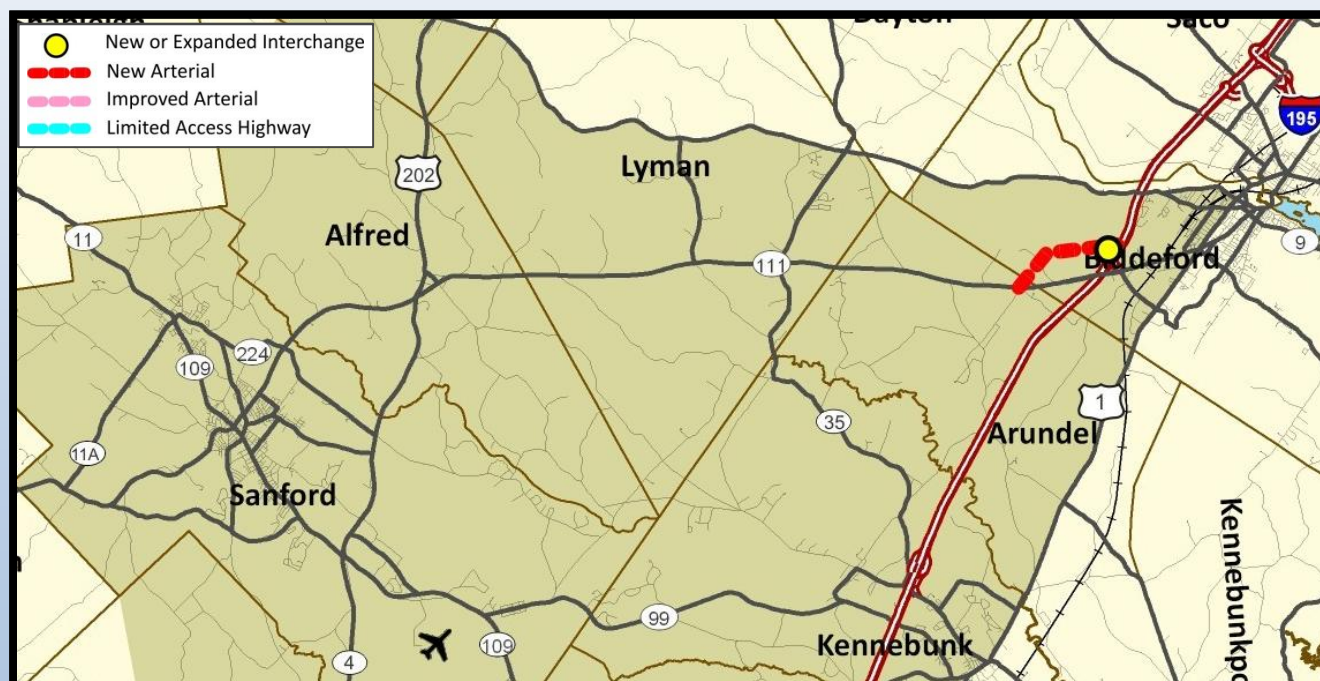 Dayton
Saco
New or Expanded Interchange
New Arterial
Improved Arterial
Limited Access Highway
195
Lyman
202
Alfred
11
9
111
Biddeford
109
224
1
35
Arundel
11A
Sanford
Kennebunkpo
99
Kennebunk
109
4